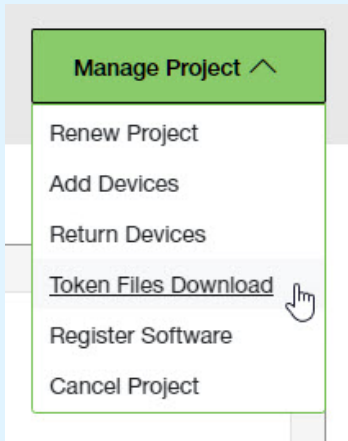 Manage Project
Renew Project
Add Devices
Return Devices
Token Files Download
Register Software
Cancel Project